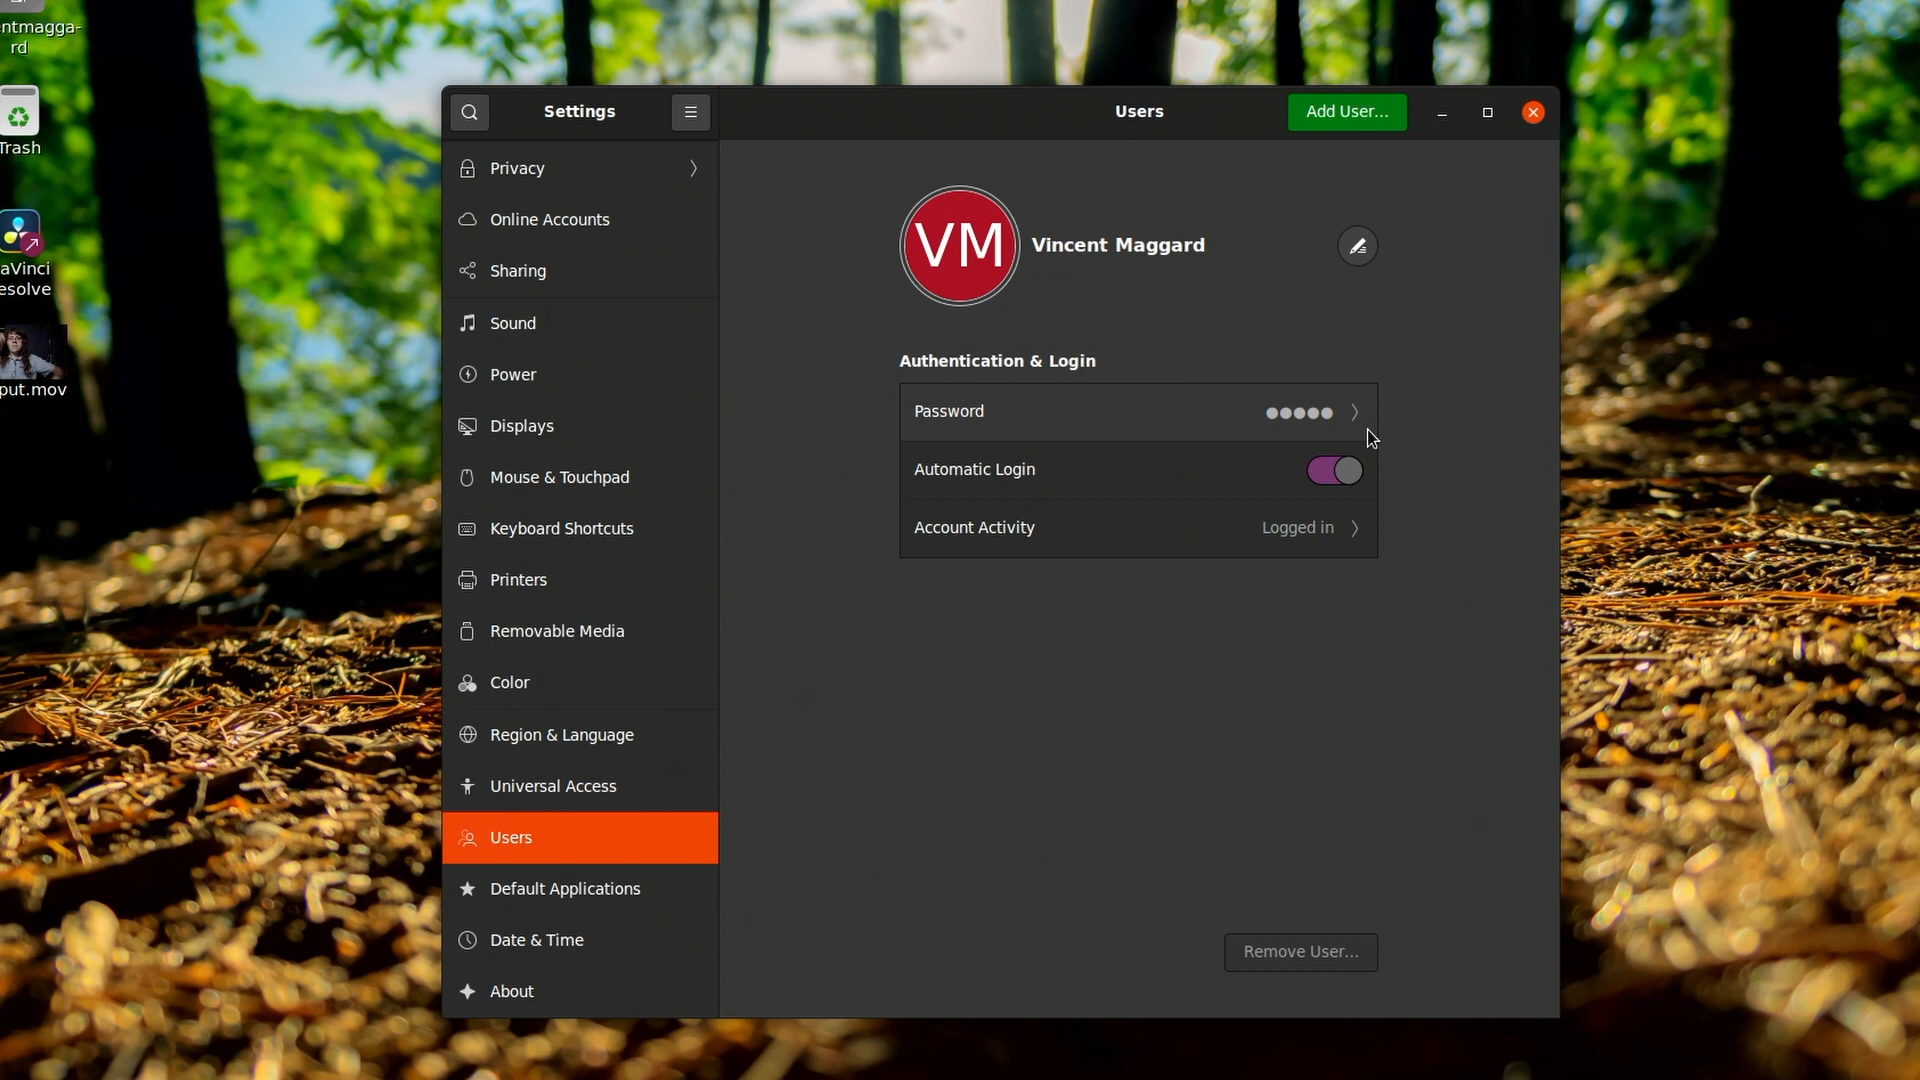 ntmagga-
rd
Trash
aVinci
esolve
put.mov
Settings
Privacy
Online Accounts
Sharing
Sound
Power
Displays
Mouse & Touchpad
Keyboard Shortcuts
Printers
Removable Media
Color
Region & Language
Universal Access
Users
Default Applications
Date & Time
About
Users
Add User...
VM
Vincent Maggard
Authentication & Login
Password
●●●●●
Automatic Login
Account Activity
Logged in
Remove User...